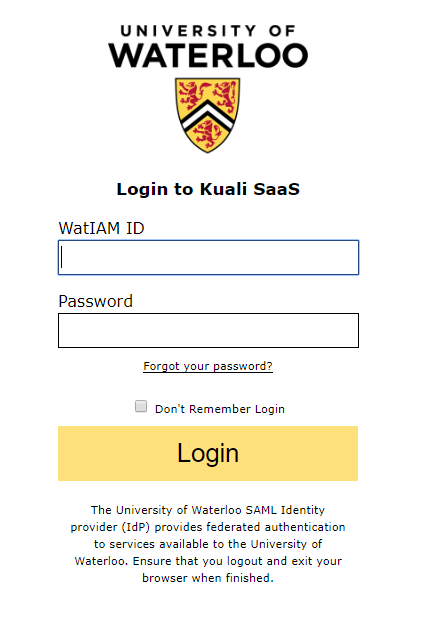 UNIVERSITY OF
WATERLOO
Login to Kuali SaaS
WatIAM ID
Password
Forgot your password?
Don't Remember Login
Login
The University of Waterloo SAML Identity
provider (IdP) provides federated authentication
to services available to the University of
Waterloo. Ensure that you logout and exit your
browser when finished.